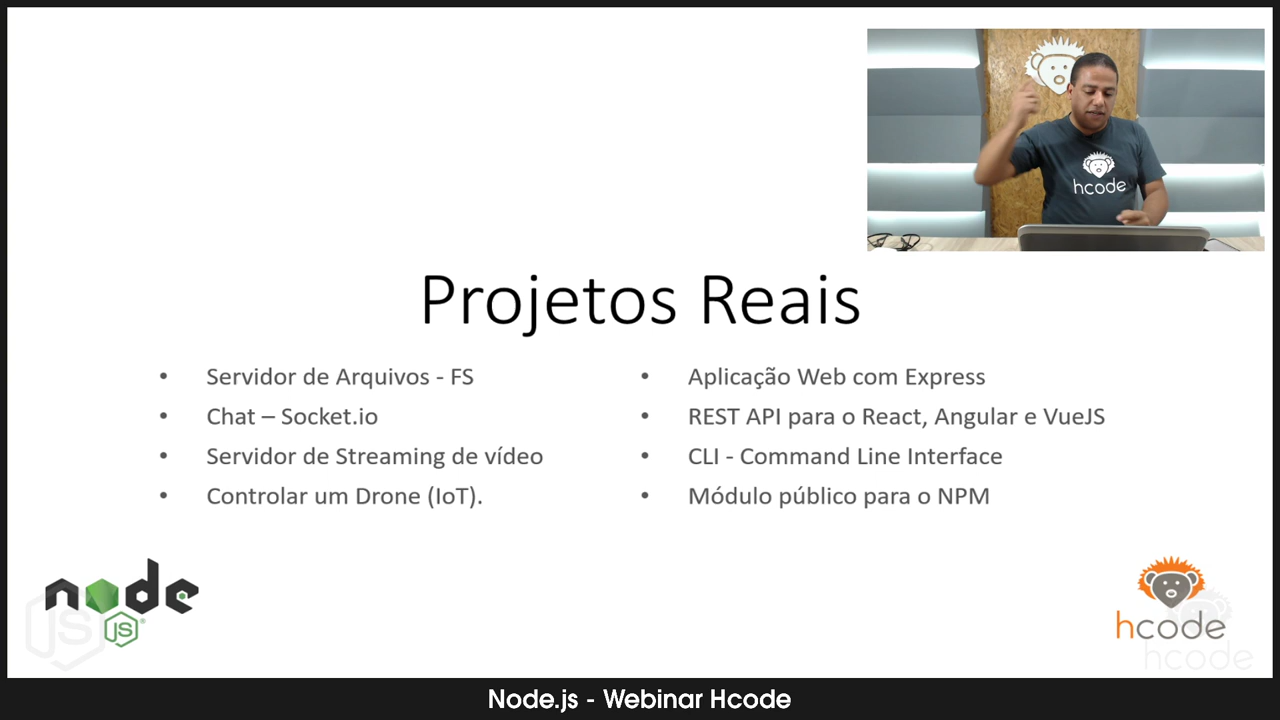 hcode
Projetos Reais
• Servidor de Arquivos - FS
• Chat – Socket.io
• Servidor de Streaming de vídeo
• Controlar um Drone (IoT).
• Aplicação Web com Express
• REST API para o React, Angular e VueJS
• CLI - Command Line Interface
• Módulo público para o NPM
node
JS
JS
hcode
hcode
Node.js - Webinar Hcode